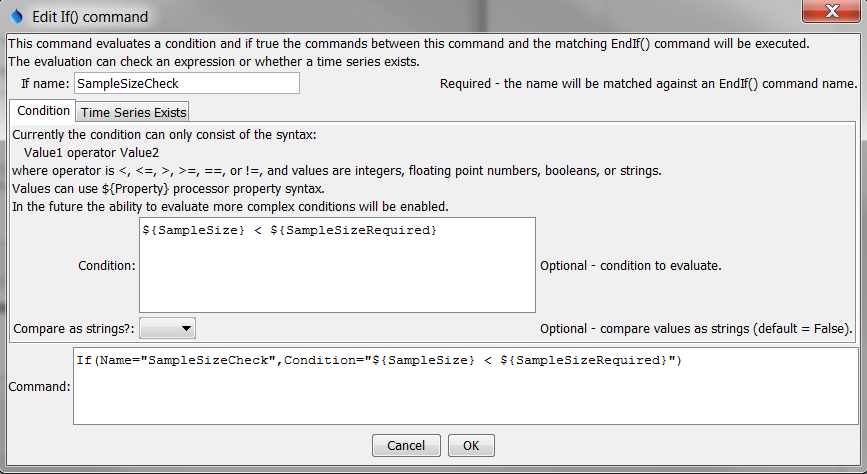 Edit If() command
This command evaluates a condition and if true the commands between this command and the matching EndIf() command will be executed.
The evaluation can check an expression or whether a time series exists.
If name: SampleSizeCheck Required - the name will be matched against an EndIf() command name.
Condition Time Series Exists
Currently the condition can only consist of the syntax:
Value1 operator Value2
where operator is <, <=, >, >=, ==, or !=, and values are integers, floating point numbers, booleans, or strings.
Values can use ${Property} processor property syntax.
In the future the ability to evaluate more complex conditions will be enabled.
${SampleSize} < ${SampleSizeRequired}
Condition: Optional - condition to evaluate.
Compare as strings?: Optional - compare values as strings (default = False).
If(Name="SampleSizeCheck",Condition="${SampleSize} < ${SampleSizeRequired}")
Command:
Cancel OK